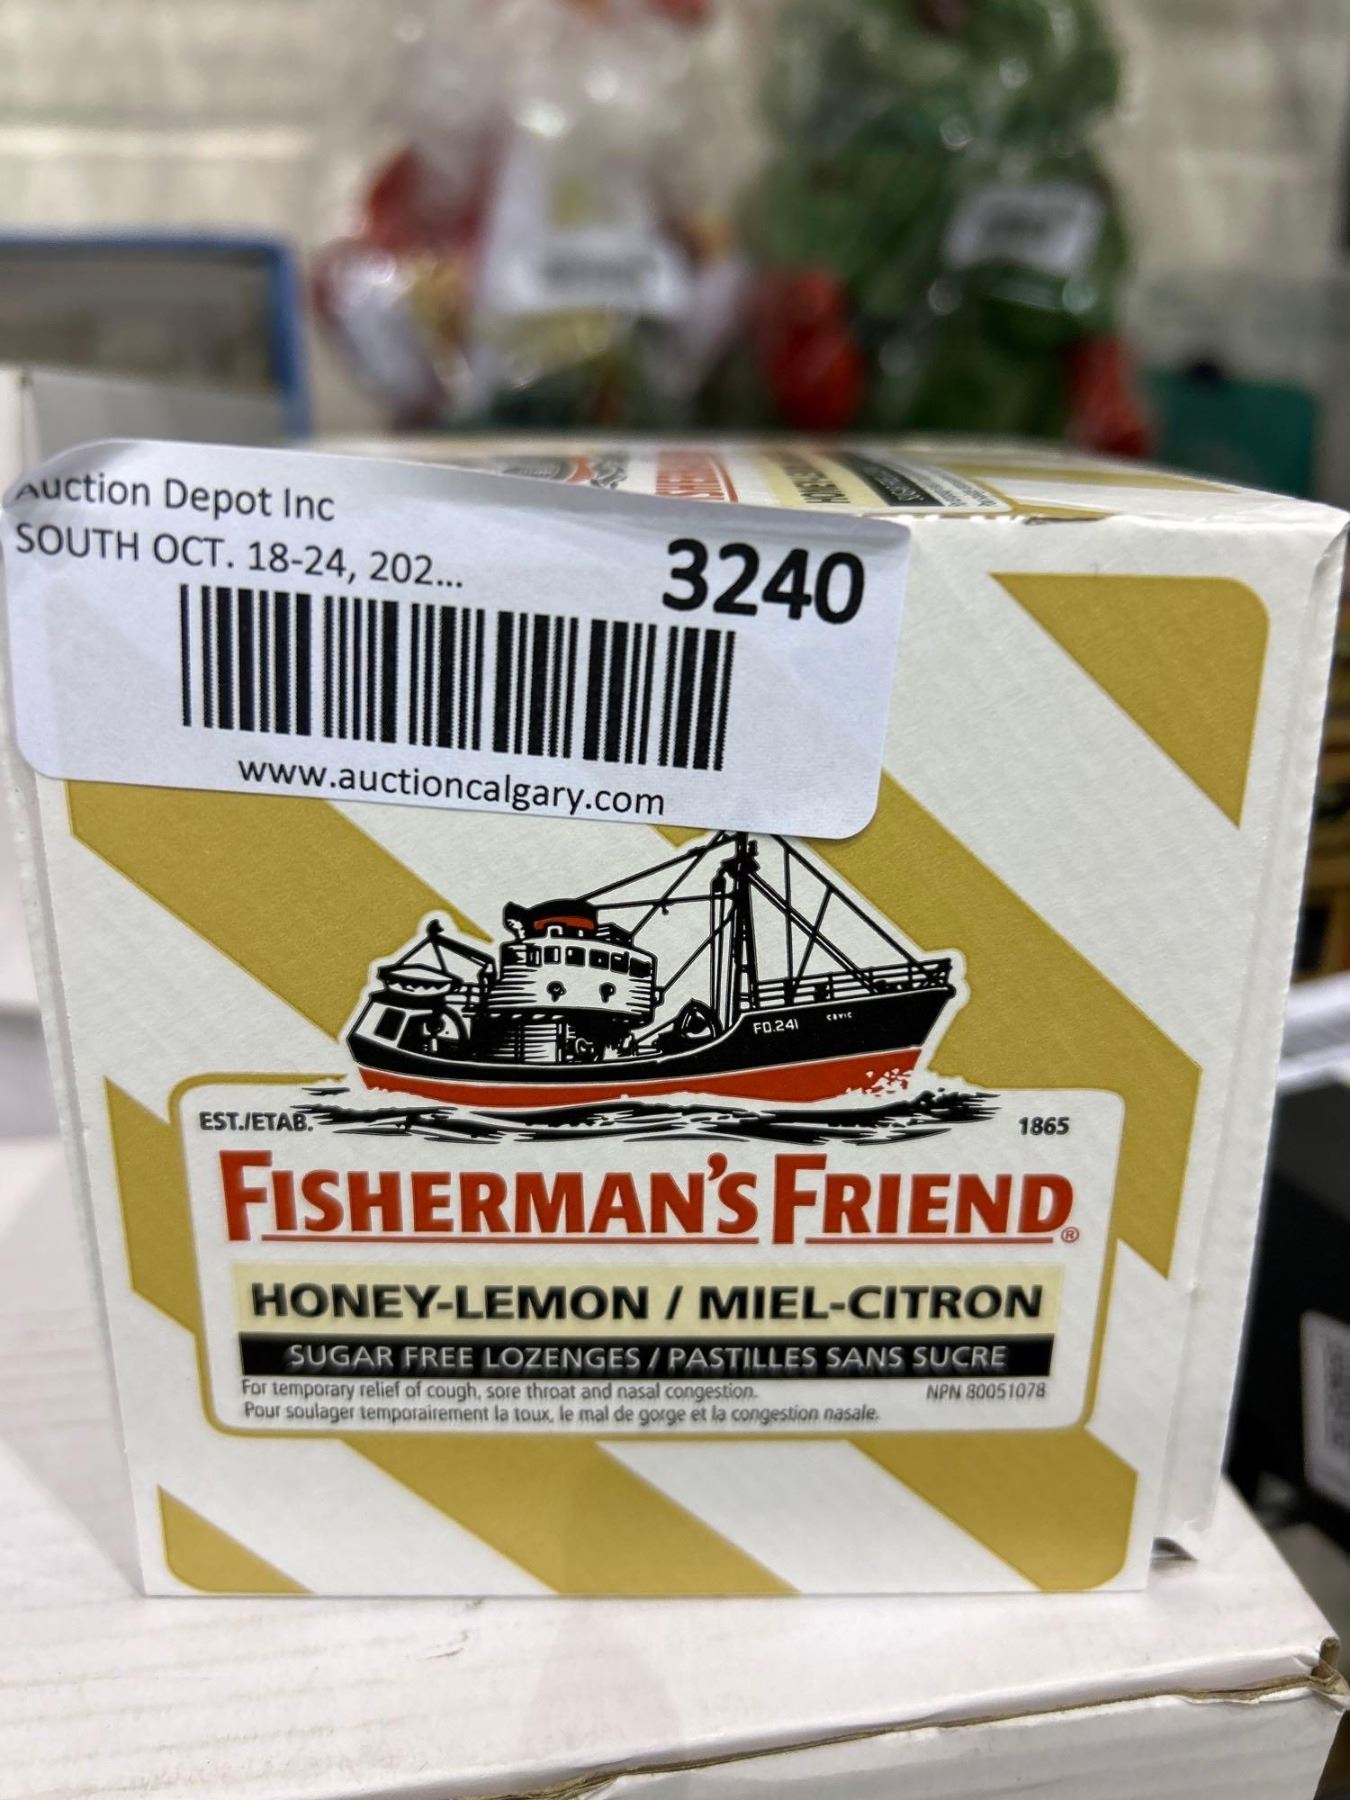 Auction Depot Inc
SOUTH OCT. 18-24, 202...
3240
www.auctioncalgary.com
FD.241
CEVIC
EST./ETAB.
1865
FISHERMAN'S FRIEND®
HONEY-LEMON / MIEL-CITRON
SUGAR FREE LOZENGES / PASTILLES SANS SUCRE
For temporary relief of cough, sore throat and nasal congestion.
NPN 80051078
Pour soulager temporairement la toux, le mal de gorge et la congestion nasale.